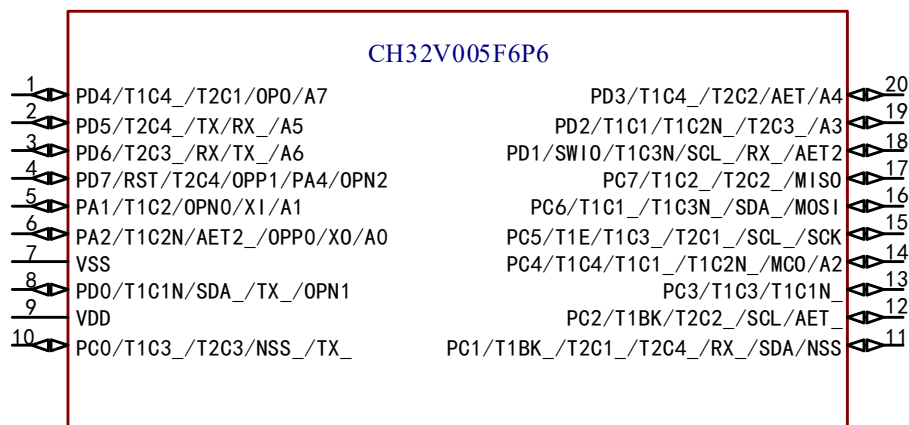 CH32V005F6P6
1 PD4/T1C4_/T2C1/OPO/A7
2 PD5/T2C4_/TX/RX_/A5
3 PD6/T2C3_/RX/TX_/A6
4 PD7/RST/T2C4/OPP1/PA4/OPN2
5 PA1/T1C2/OPN0/XI/A1
6 PA2/T1C2N/AET2_/OPP0/XO/A0
7 VSS
8 PD0/T1C1N/SDA_/TX_/OPN1
9 VDD
10 PC0/T1C3_/T2C3/NSS_/TX_
PD3/T1C4_/T2C2/AET/A4 20
PD2/T1C1/T1C2N_/T2C3_/A3 19
PD1/SWIO/T1C3N/SCL_/RX_/AET2 18
PC7/T1C2_/T2C2_/MISO 17
PC6/T1C1_/T1C3N_/SDA_/MOSI 16
PC5/T1E/T1C3_/T2C1_/SCL_/SCK 15
PC4/T1C4/T1C1_/T1C2N_/MCO/A2 14
PC3/T1C3/T1C1N_ 13
PC2/T1BK/T2C2_/SCL/AET_ 12
PC1/T1BK_/T2C1_/T2C4_/RX_/SDA/NSS 11